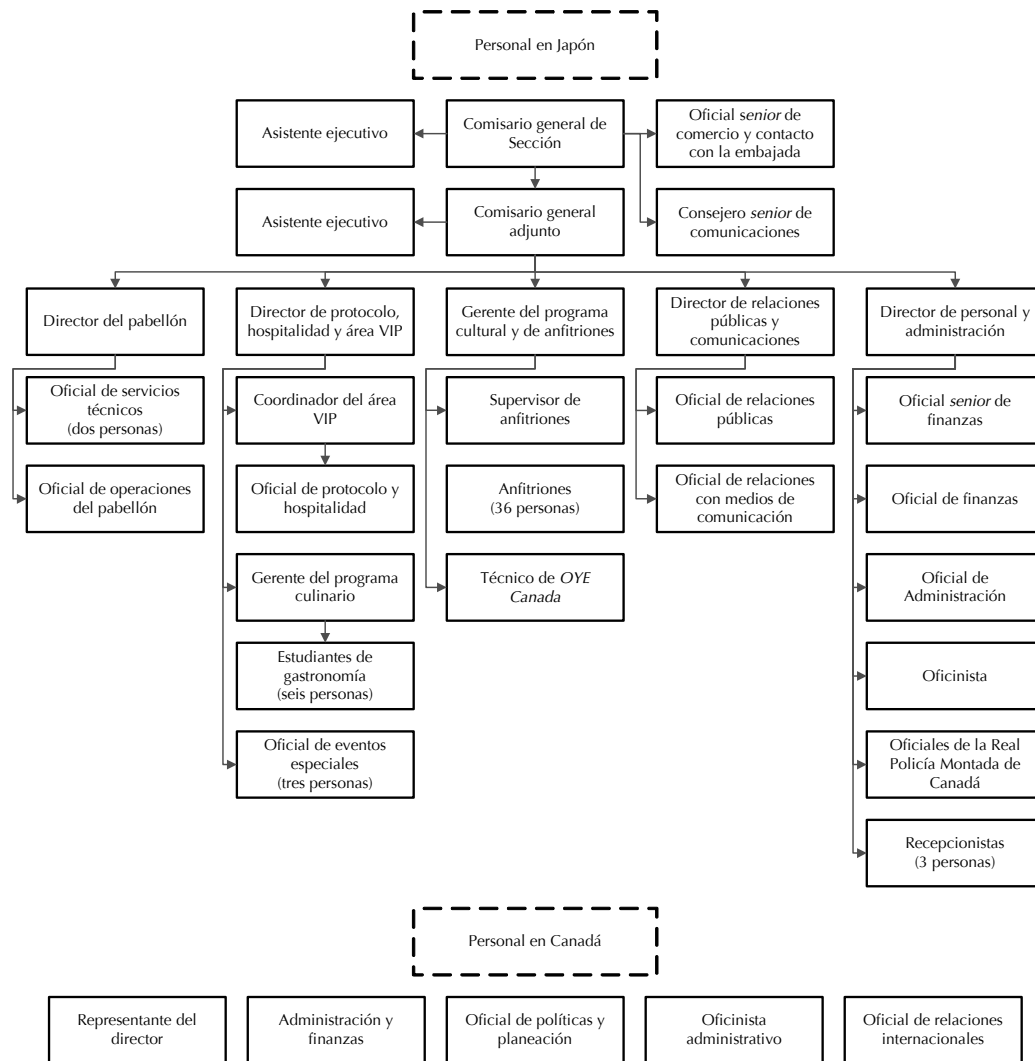 Personal en Japón
Asistente ejecutivo
Comisario general de
Sección
Oficial senior de
comercio y contacto
con la embajada
Asistente ejecutivo
Comisario general
adjunto
Consejero senior de
comunicaciones
Director del pabellón
Director de protocolo,
hospitalidad y área VIP
Gerente del programa
cultural y de anfitriones
Director de relaciones
públicas y
comunicaciones
Director de personal y
administración
Oficial de servicios
técnicos
(dos personas)
Coordinador del área
VIP
Supervisor de
anfitriones
Oficial de relaciones
públicas
Oficial senior de
finanzas
Oficial de operaciones
del pabellón
Oficial de protocolo y
hospitalidad
Anfitriones
(36 personas)
Oficial de relaciones
con medios de
comunicación
Oficial de finanzas
Gerente del programa
culinario
Técnico de OYE
Canada
Oficial de
Administración
Estudiantes de
gastronomía
(seis personas)
Oficinista
Oficial de eventos
especiales
(tres personas)
Oficiales de la Real
Policía Montada de
Canadá
Recepcionistas
(3 personas)
Personal en Canadá
Representante del
director
Administración y
finanzas
Oficial de políticas y
planeación
Oficinista
administrativo
Oficial de relaciones
internacionales